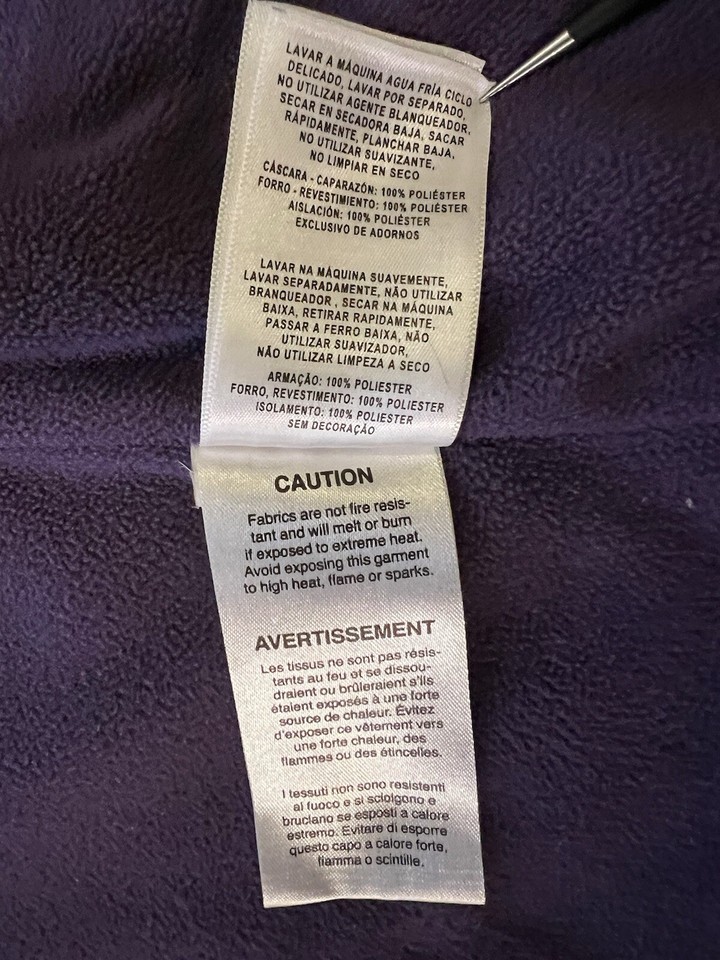 LAVAR A MÁQUINA AGUA FRÍA CICLO
DELICADO, LAVAR POR SEPARADO,
NO UTILIZAR AGENTE BLANQUEADOR,
SECAR EN SECADORA BAJA, SACAR
RÁPIDAMENTE, PLANCHAR BAJA,
NO UTILIZAR SUAVIZANTE,
NO LIMPIAR EN SECO
CÁSCARA - CAPARAZÓN: 100% POLIÉSTER
FORRO - REVESTIMIENTO: 100% POLIÉSTER
AISLACIÓN: 100% POLIÉSTER
EXCLUSIVO DE ADORNOS
LAVAR NA MÁQUINA SUAVEMENTE,
LAVAR SEPARADAMENTE, NÃO UTILIZAR
BRANQUEADOR , SECAR NA MÁQUINA
BAIXA, RETIRAR RAPIDAMENTE,
PASSAR A FERRO BAIXA, NÃO
UTILIZAR SUAVIZADOR,
NÃO UTILIZAR LIMPEZA A SECO
ARMAÇÃO: 100% POLIESTER
FORRO, REVESTIMENTO: 100% POLIESTER
ISOLAMENTO: 100% POLIESTER
SEM DECORAÇÃO
CAUTION
Fabrics are not fire resis-
tant and will melt or burn
if exposed to extreme heat.
Avoid exposing this garment
to high heat, flame or sparks.
AVERTISSEMENT
Les tissus ne sont pas résis-
tants au feu et se dissou-
draient ou brûleraient s'ils
étaient exposés à une forte
source de chaleur. Évitez
d'exposer ce vêtement vers
une forte chaleur, des
flammes ou des étincelles.
I tessuti non sono resistenti
al fuoco e si sciolgono e
bruciano se esposti a calore
estremo. Evitare di esporre
questo capo a calore forte,
fiamma o scintille.